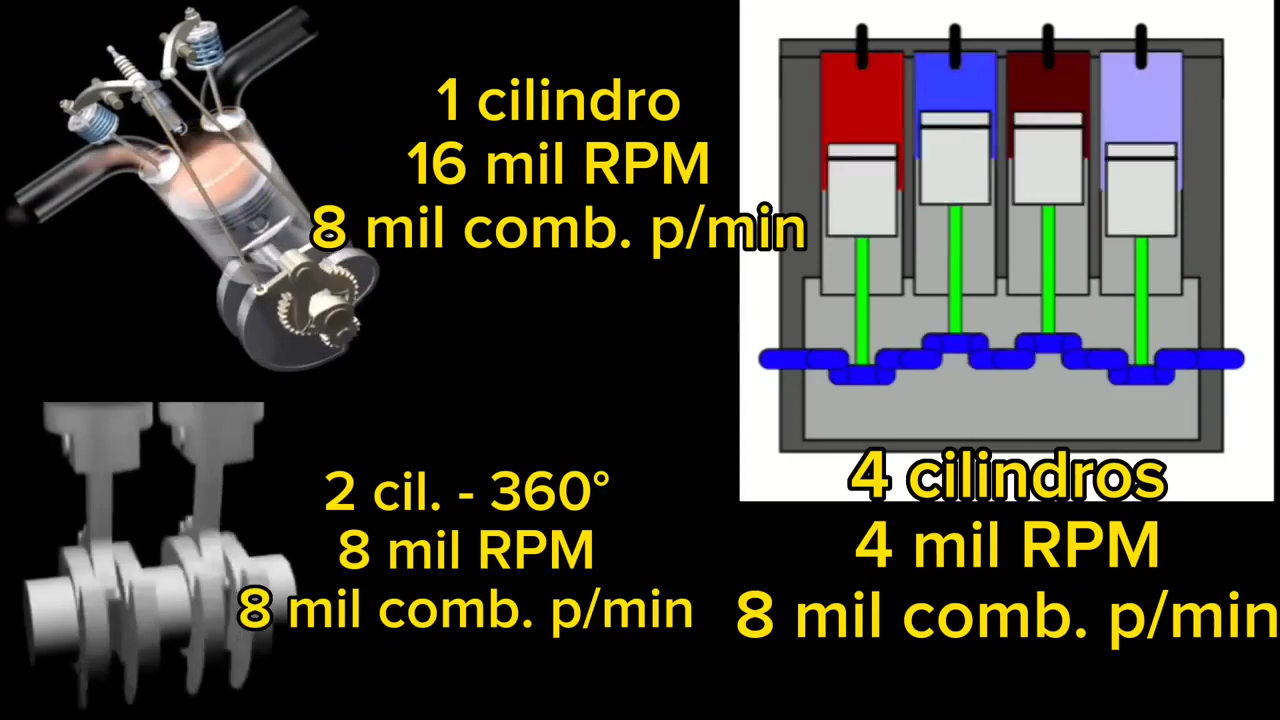 1 cilindro
16 mil RPM
8 mil comb. p/min
2 cil. - 360°
8 mil RPM
8 mil comb. p/min
4 cilindros
4 mil RPM
8 mil comb. p/min